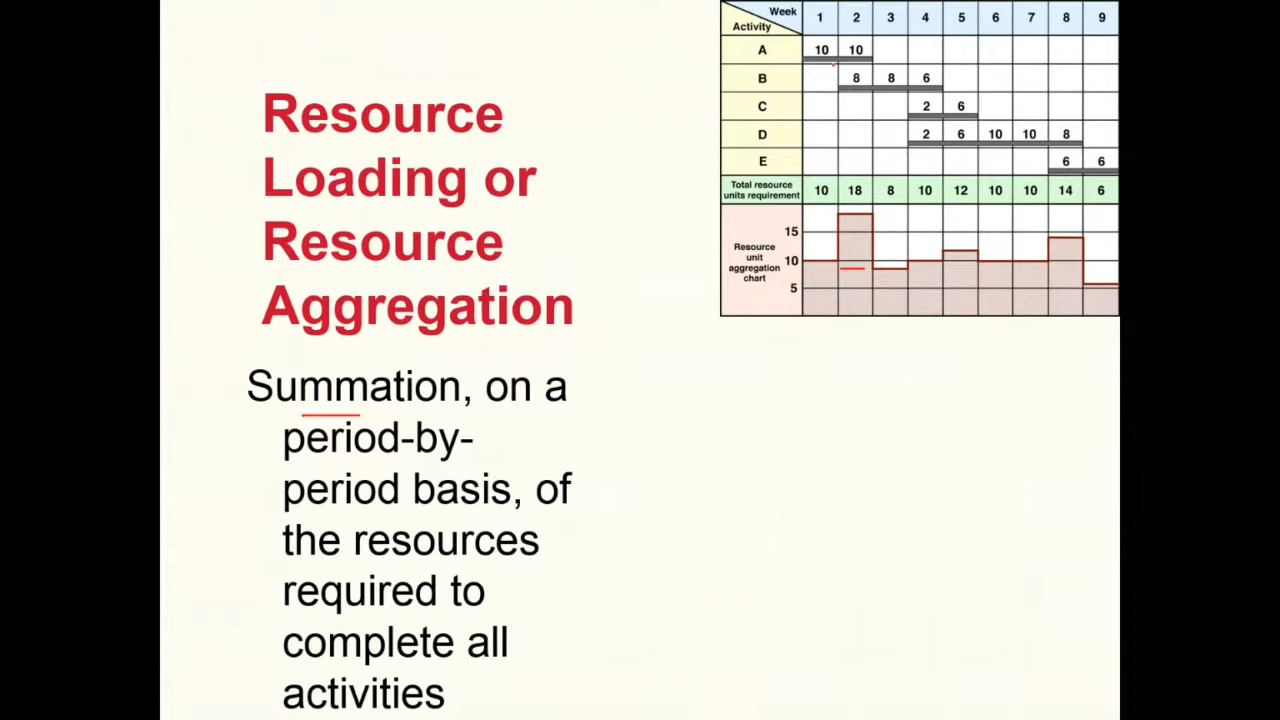 Resource
Loading or
Resource
Aggregation
Summation, on a
period-by-
period basis, of
the resources
required to
complete all
activities
Week
Activity
1 2 3 4 5 6 7 8 9
A 10 10
B 8 8 6
C 2 6
D 2 6 10 10 8
E 6 6
Total resource
units requirement
10 18 8 10 12 10 10 14 6
Resource
unit
aggregation
chart
15
10
5